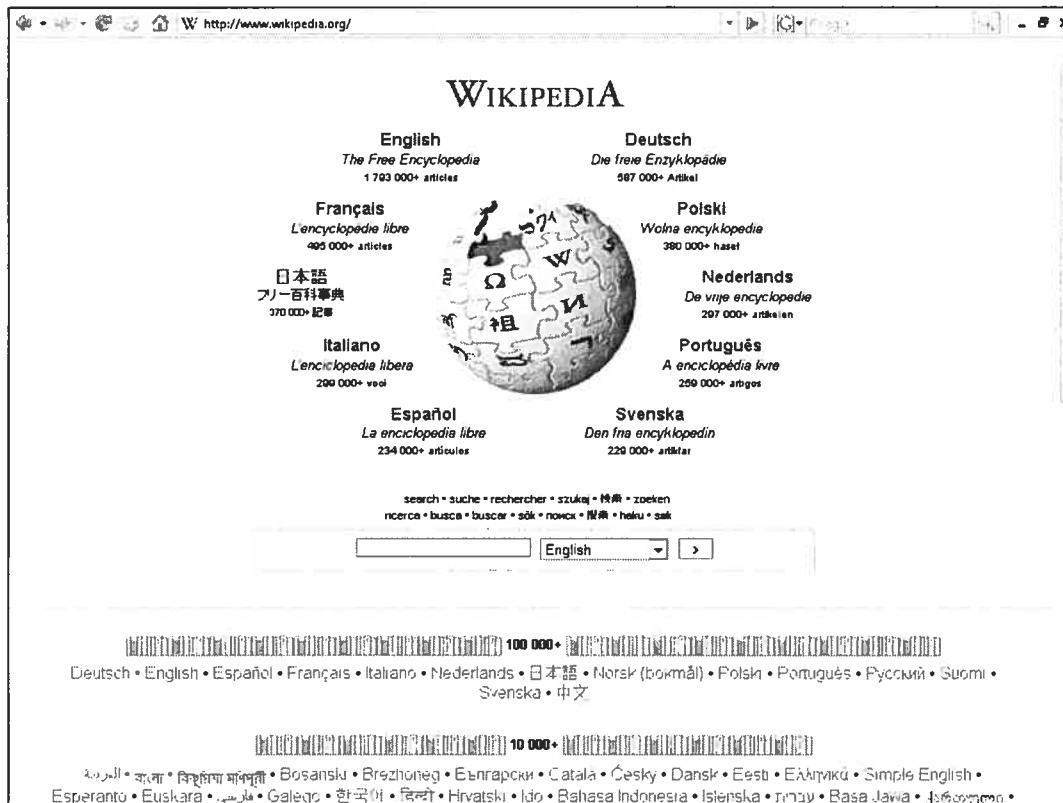 http://www.wikipedia.org/
WIKIPEDIA
English
The Free Encyclopedia
1 793 000+ articles
Deutsch
Die freie Enzyklopädie
587 000+ Artikel
Français
L'encyclopédie libre
495 000+ articles
Polski
Wolna encyklopedia
380 000+ haseł
日本語
フリー百科事典
370 000+ 記事
Nederlands
De vrije encyclopedie
297 000+ artikelen
Italiano
L'enciclopedia libera
299 000+ voci
Português
A enciclopédia livre
259 000+ artigos
Español
La enciclopedia libre
234 000+ artículos
Svenska
Den fria encyklopedin
229 000+ artiklar
search • suche • rechercher • szukaj • 検索 • zoeken
ricerca • busca • buscar • sök • поиск • 搜索 • haku • søk
English
100 000+
Deutsch • English • Español • Français • Italiano • Nederlands • 日本語 • Norsk (bokmål) • Polski • Português • Русский • Suomi •
Svenska • 中文
10 000+
العربية • বাংলা • বিষ্ণুপ্রিয়া মণিপুরী • Bosanski • Brezhoneg • Български • Català • Česky • Dansk • Eesti • Ελληνικά • Simple English •
Esperanto • Euskara • فارسی • Galego • 한국어 • हिन्दी • Hrvatski • Ido • Bahasa Indonesia • Íslenska • עברית • Basa Jawa • ქართული •